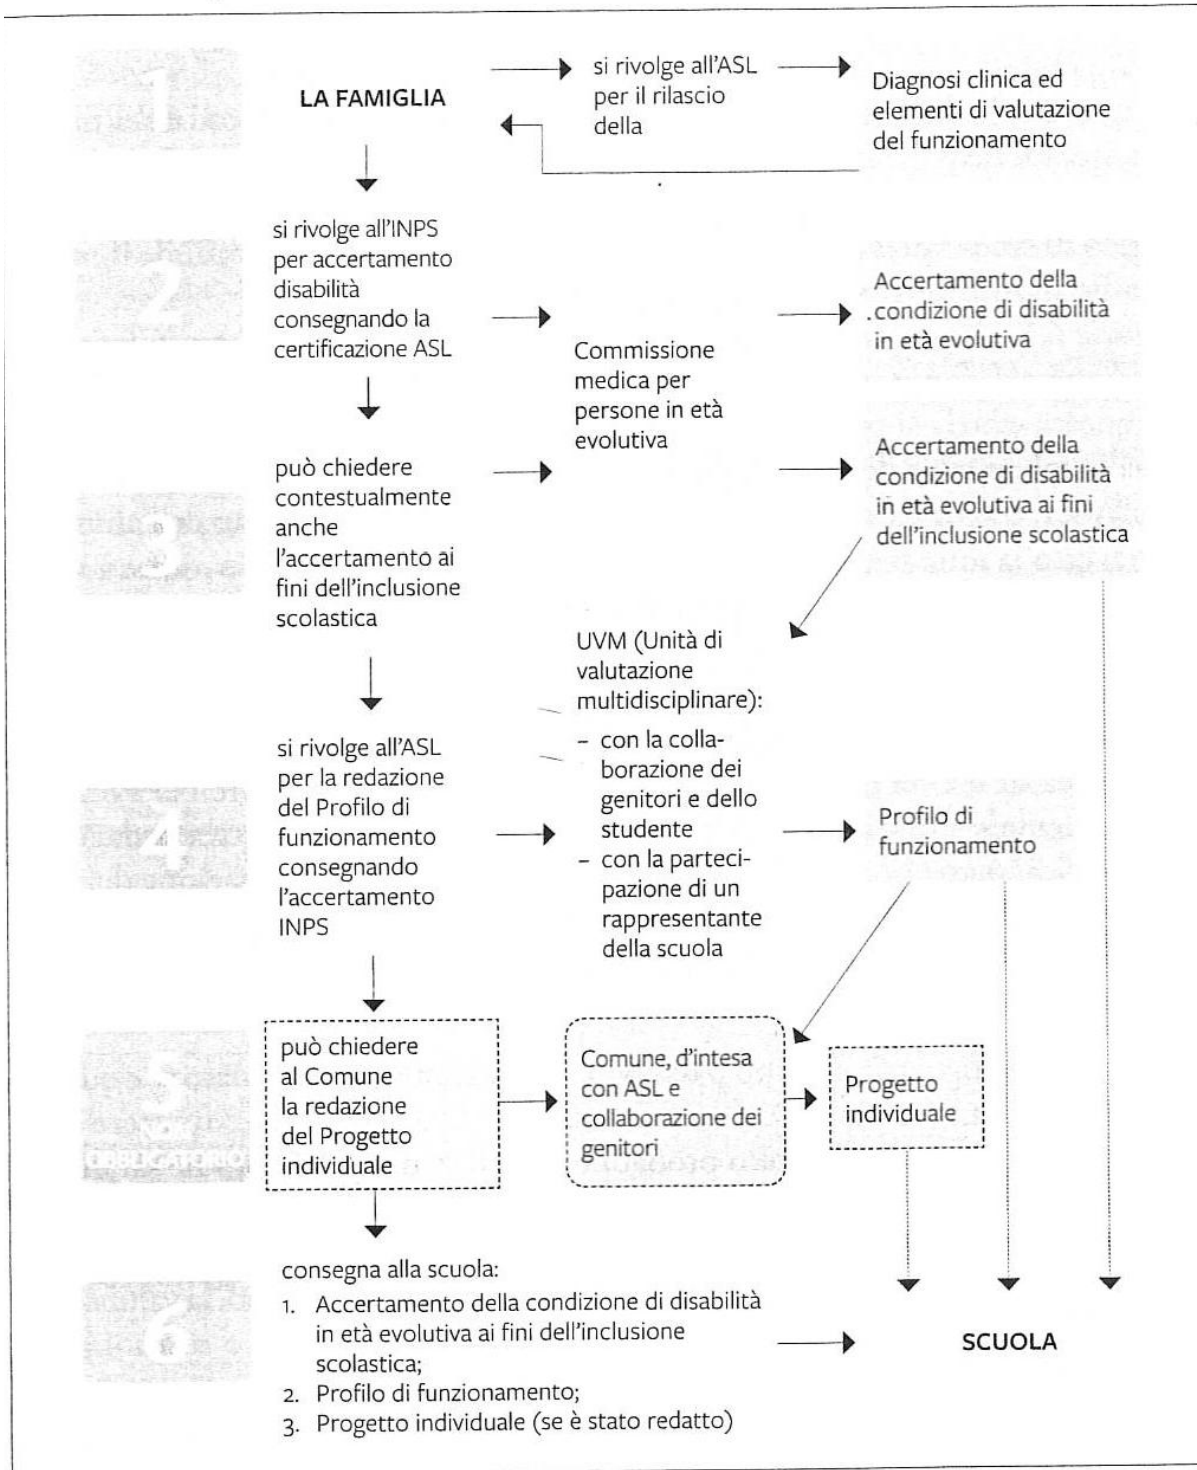 1
LA FAMIGLIA
si rivolge all'ASL
per il rilascio
della
Diagnosi clinica ed
elementi di valutazione
del funzionamento
2
si rivolge all'INPS
per accertamento
disabilità
consegnando la
certificazione ASL
Commissione
medica per
persone in età
evolutiva
Accertamento della
condizione di disabilità
in età evolutiva
3
può chiedere
contestualmente
anche
l'accertamento ai
fini dell'inclusione
scolastica
Accertamento della
condizione di disabilità
in età evolutiva ai fini
dell'inclusione scolastica
4
si rivolge all'ASL
per la redazione
del Profilo di
funzionamento
consegnando
l'accertamento
INPS
UVM (Unità di
valutazione
multidisciplinare):
– con la colla-
borazione dei
genitori e dello
studente
– con la parteci-
pazione di un
rappresentante
della scuola
Profilo di
funzionamento
5
NON
OBBLIGATORIO
può chiedere
al Comune
la redazione
del Progetto
individuale
Comune, d'intesa
con ASL e
collaborazione dei
genitori
Progetto
individuale
6
consegna alla scuola:
1. Accertamento della condizione di disabilità
in età evolutiva ai fini dell'inclusione
scolastica;
2. Profilo di funzionamento;
3. Progetto individuale (se è stato redatto)
SCUOLA